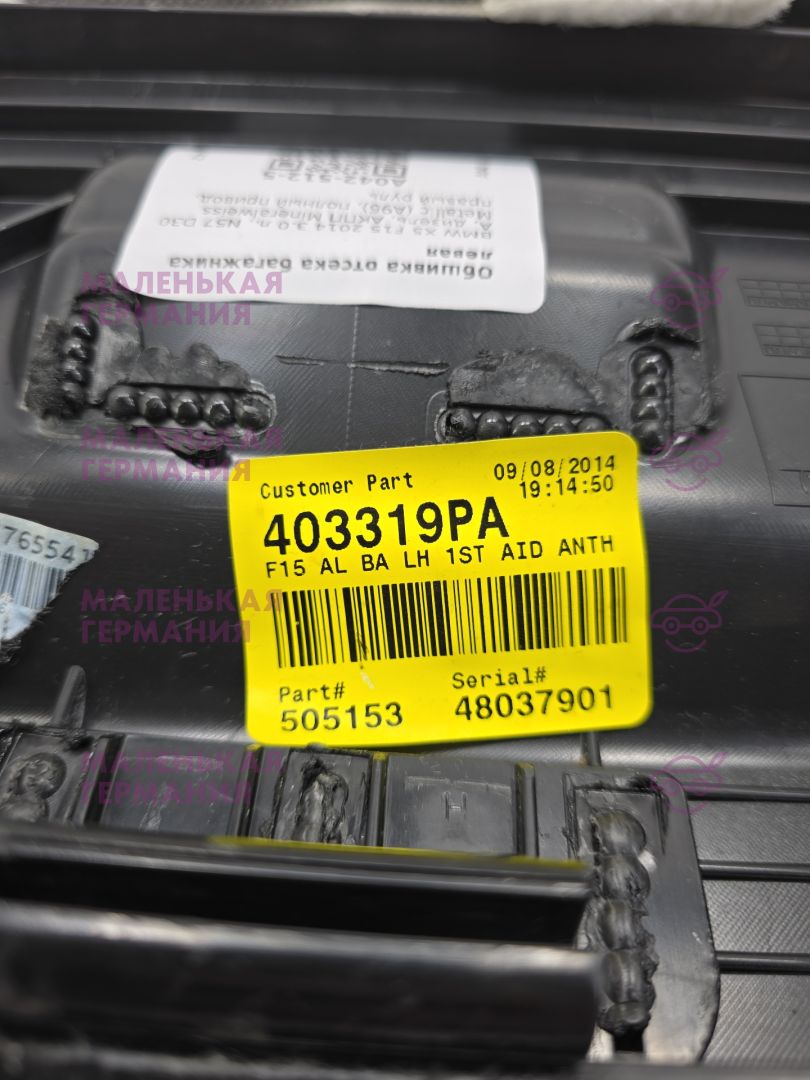 Обшивка отсека багажника
левая
BMW X5 F15 2014 3.0 л., N57 D30
A, дизель, АКПП Mineralweiss
Metallic (A96), полный привод,
правый руль
A042-312-3
МАЛЕНЬКАЯ
ГЕРМАНИЯ
МАЛЕНЬКАЯ
ГЕРМАНИЯ
Customer Part 09/08/2014
19:14:50
403319PA
F15 AL BA LH 1ST AID ANTH
765541
МАЛЕНЬКАЯ
ГЕРМАНИЯ
Part# Serial#
505153 48037901
МАЛЕНЬКАЯ
ГЕРМАНИЯ
H